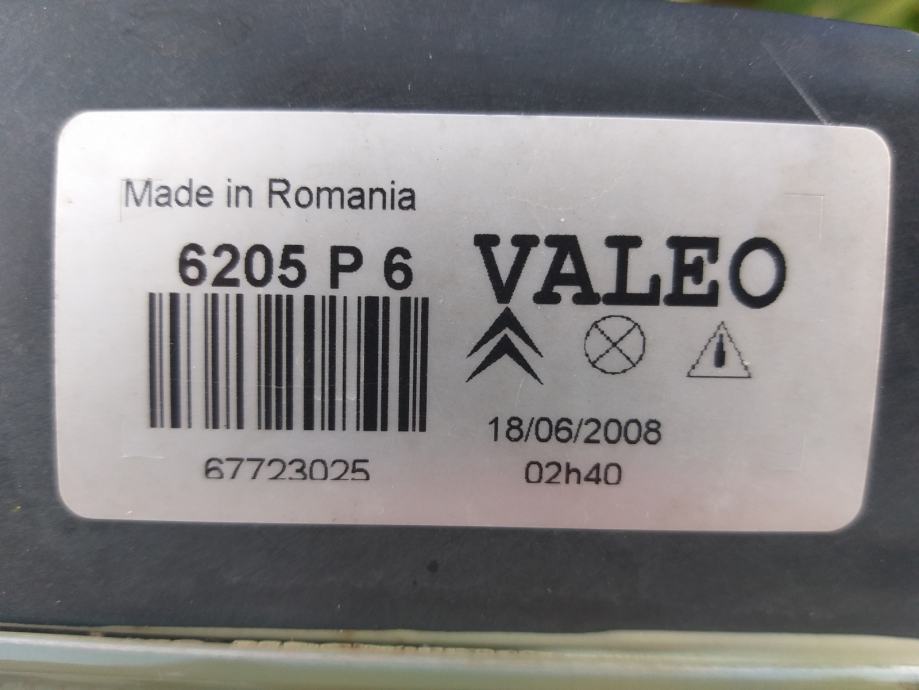 Made in Romania
6205 P 6
VALEO
67723025
18/06/2008
02h40